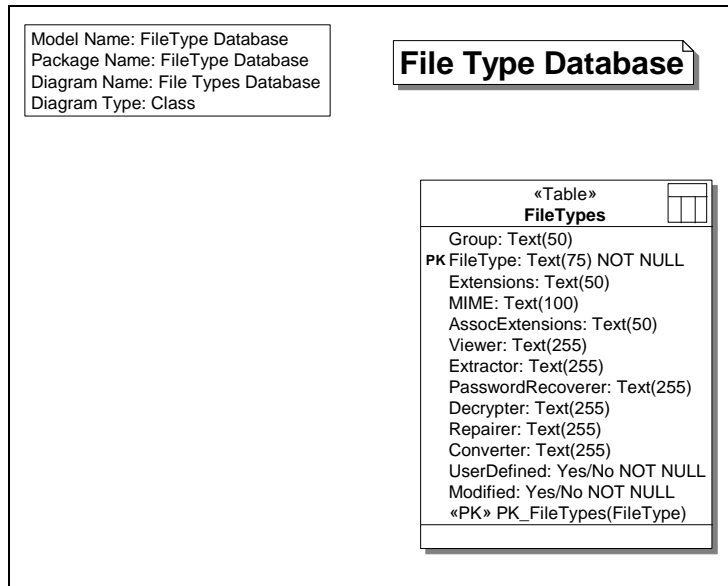 Model Name: FileType Database
Package Name: FileType Database
Diagram Name: File Types Database
Diagram Type: Class
File Type Database
«Table»
FileTypes
Group: Text(50)
PK FileType: Text(75) NOT NULL
Extensions: Text(50)
MIME: Text(100)
AssocExtensions: Text(50)
Viewer: Text(255)
Extractor: Text(255)
PasswordRecoverer: Text(255)
Decrypter: Text(255)
Repairer: Text(255)
Converter: Text(255)
UserDefined: Yes/No NOT NULL
Modified: Yes/No NOT NULL
«PK» PK_FileTypes(FileType)